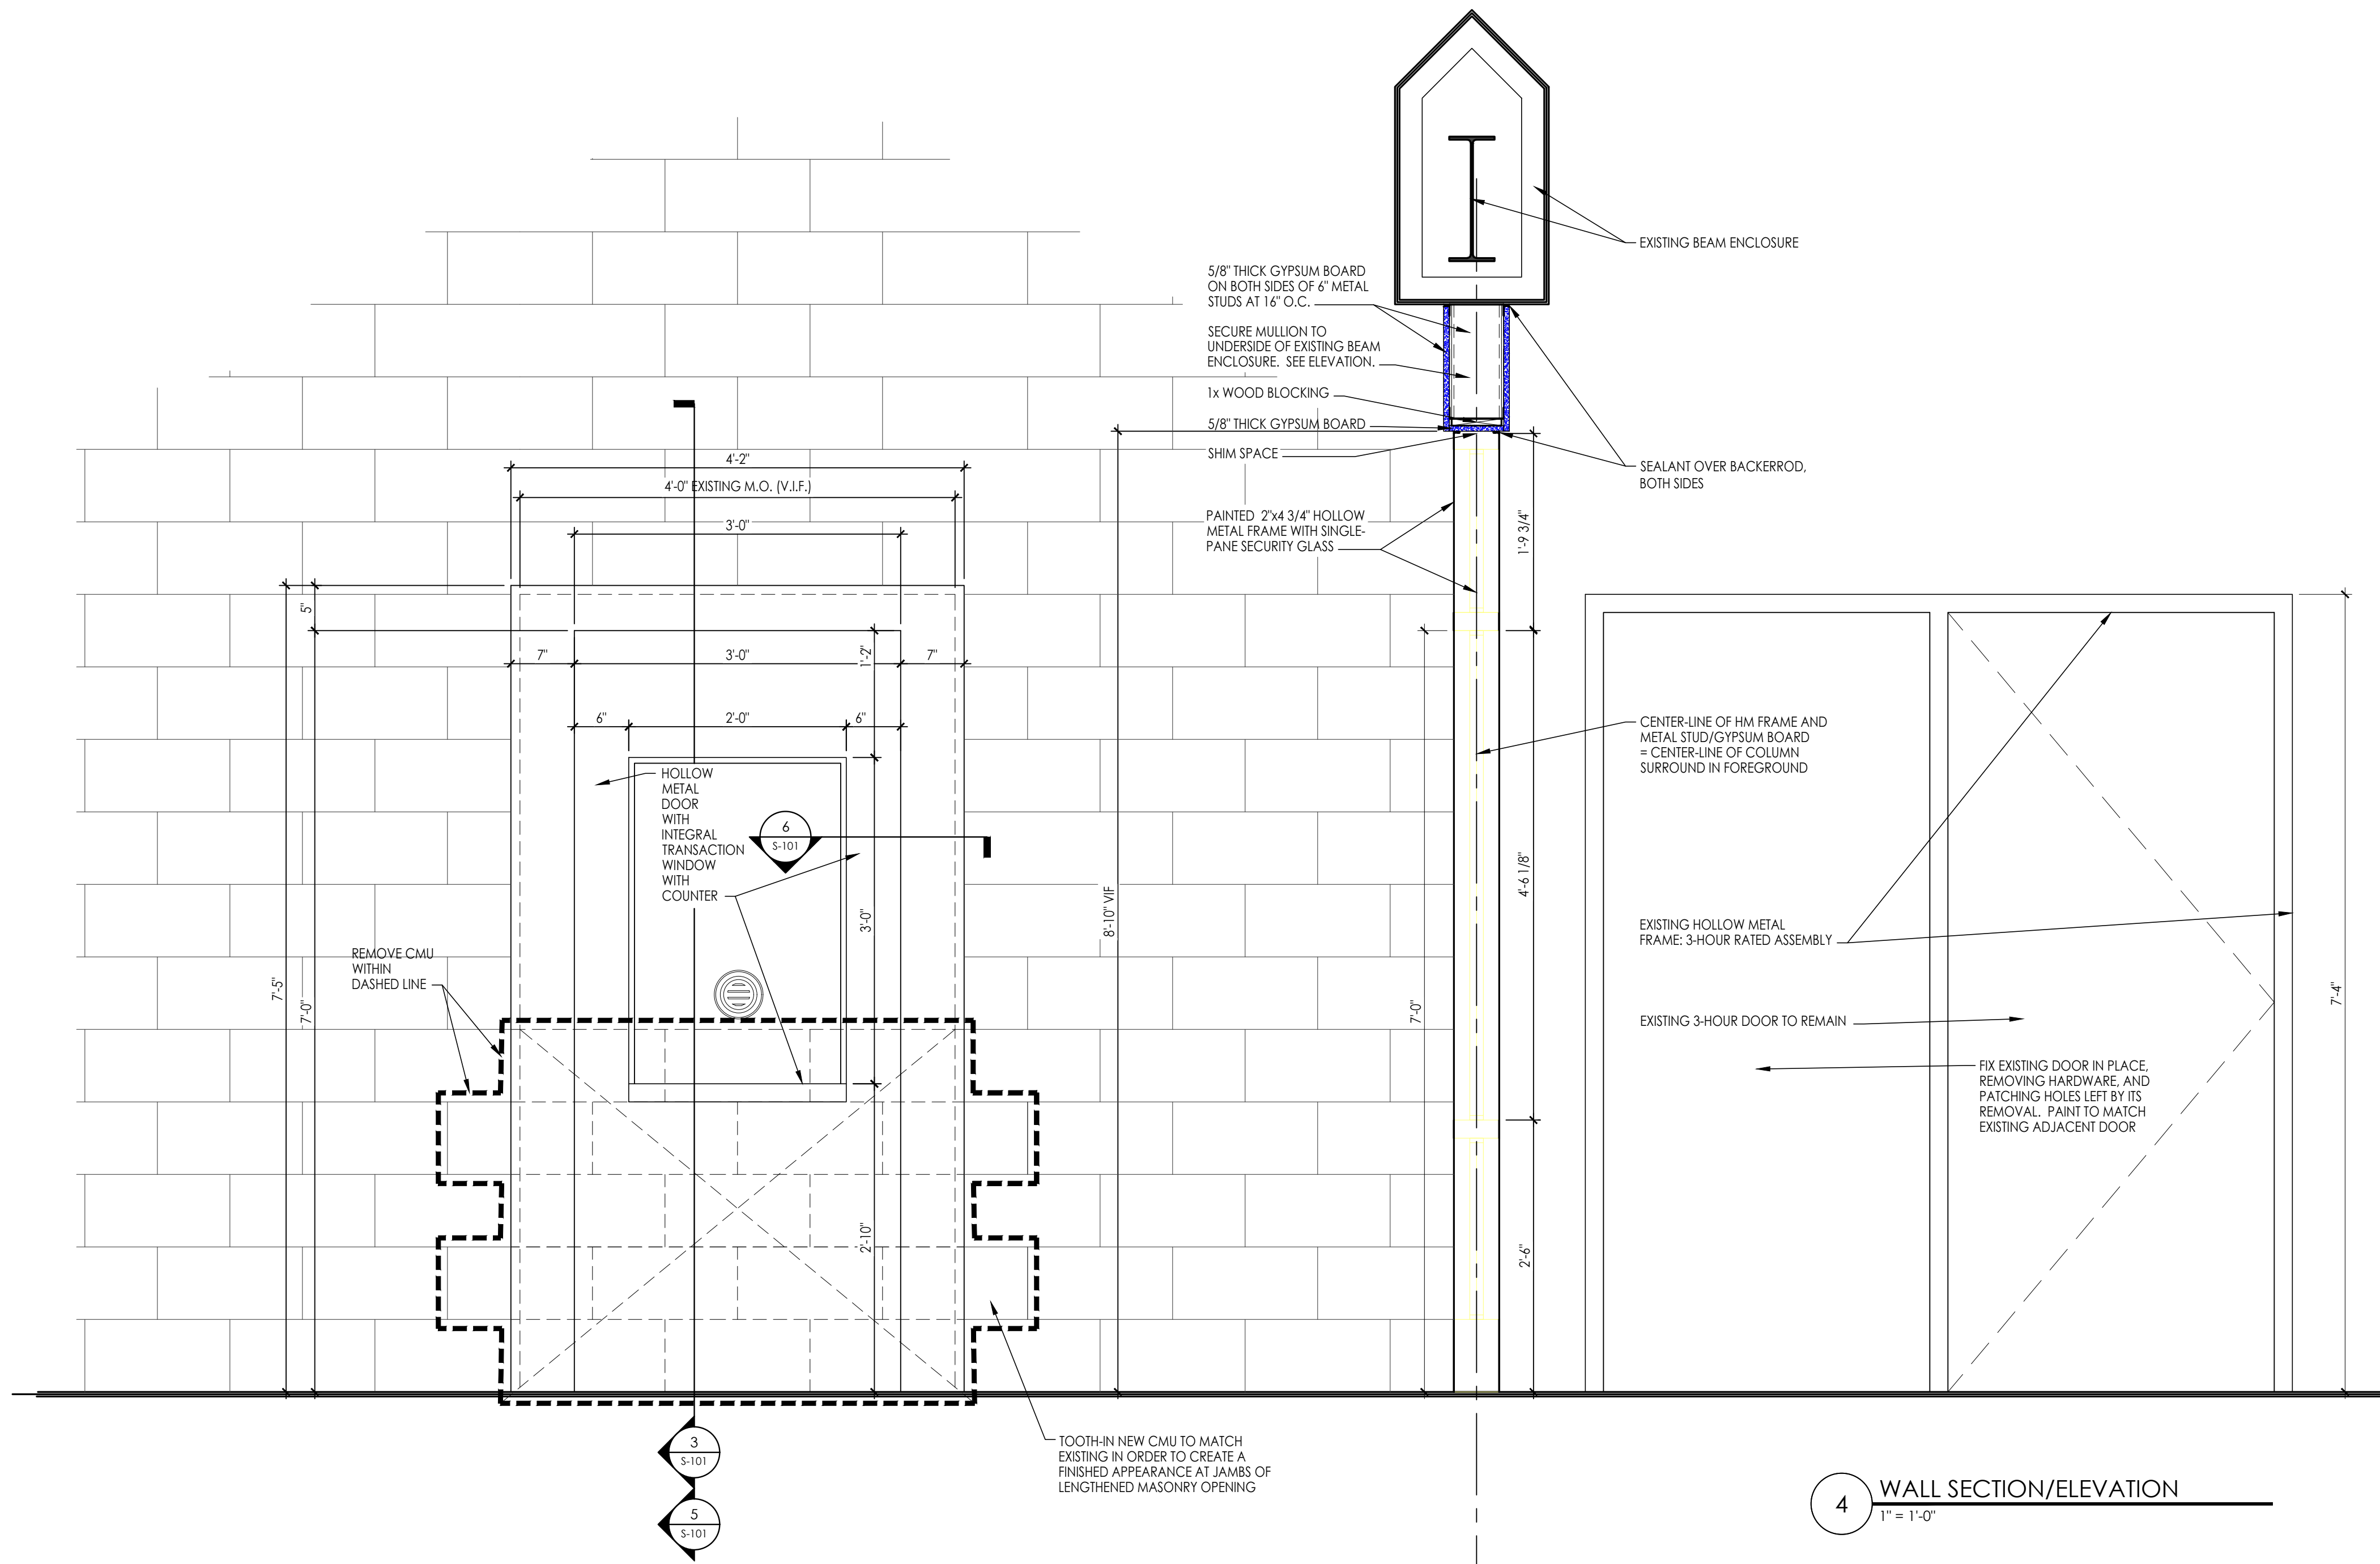 EXISTING BEAM ENCLOSURE
5/8" THICK GYPSUM BOARD
ON BOTH SIDES OF 6" METAL
STUDS AT 16" O.C.
SECURE MULLION TO
UNDERSIDE OF EXISTING BEAM
ENCLOSURE.  SEE ELEVATION.
1x WOOD BLOCKING
5/8" THICK GYPSUM BOARD
SHIM SPACE
SEALANT OVER BACKERROD,
BOTH SIDES
PAINTED  2"x4 3/4" HOLLOW
METAL FRAME WITH SINGLE-
PANE SECURITY GLASS
4'-2"
4'-0" EXISTING M.O. (V.I.F.)
3'-0"
5"
7"
3'-0"
1'-2"
7"
6"
2'-0"
6"
HOLLOW
METAL
DOOR
WITH
INTEGRAL
TRANSACTION
WINDOW
WITH
COUNTER
6
S-101
3'-0"
2'-10"
REMOVE CMU
WITHIN
DASHED LINE
7'-5"
7'-0"
8'-10" VIF
7'-0"
1'-9 3/4"
4'-6 1/8"
2'-6"
CENTER-LINE OF HM FRAME AND
METAL STUD/GYPSUM BOARD
= CENTER-LINE OF COLUMN
SURROUND IN FOREGROUND
EXISTING HOLLOW METAL
FRAME: 3-HOUR RATED ASSEMBLY
EXISTING 3-HOUR DOOR TO REMAIN
FIX EXISTING DOOR IN PLACE,
REMOVING HARDWARE, AND
PATCHING HOLES LEFT BY ITS
REMOVAL.  PAINT TO MATCH
EXISTING ADJACENT DOOR
7'-4"
TOOTH-IN NEW CMU TO MATCH
EXISTING IN ORDER TO CREATE A
FINISHED APPEARANCE AT JAMBS OF
LENGTHENED MASONRY OPENING
3
S-101
5
S-101
4
WALL SECTION/ELEVATION
1" = 1'-0"